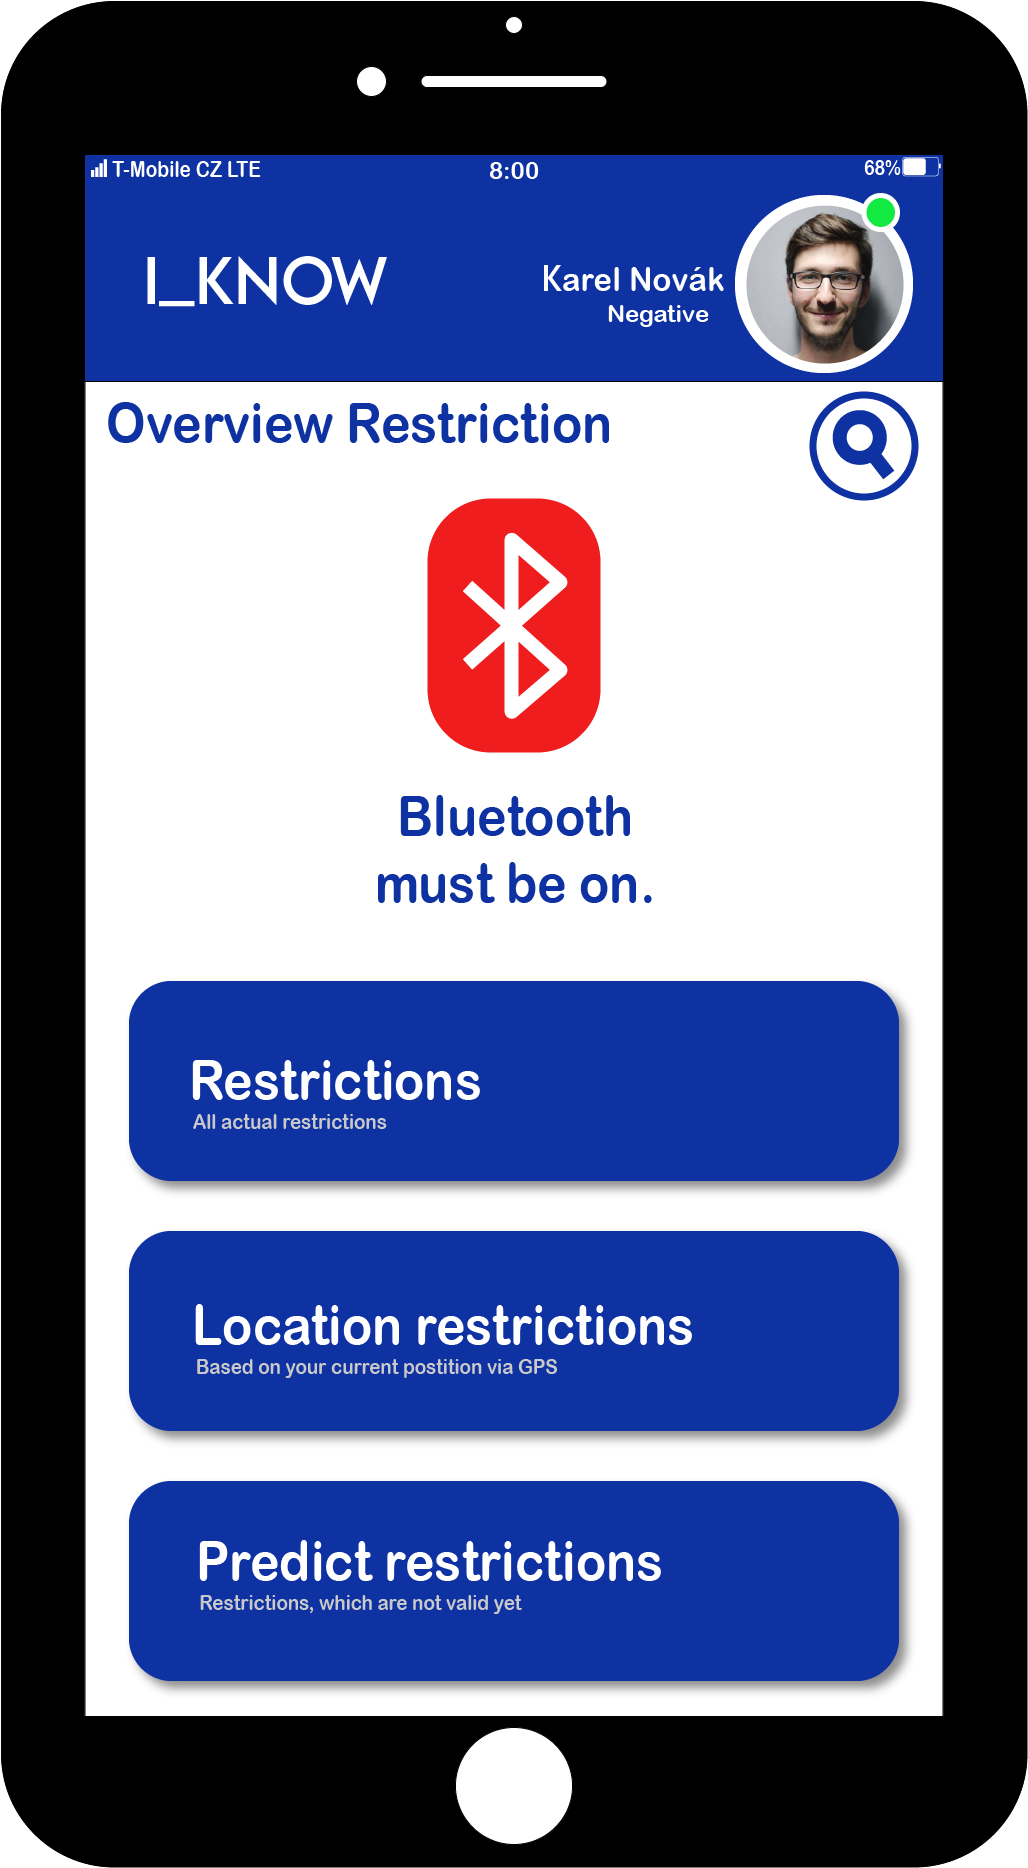 T-Mobile CZ LTE
8:00
68%
I_KNOW
Karel Novák
Negative
Overview Restriction
Bluetooth
must be on.
Restrictions
All actual restrictions
Location restrictions
Based on your current postition via GPS
Predict restrictions
Restrictions, which are not valid yet